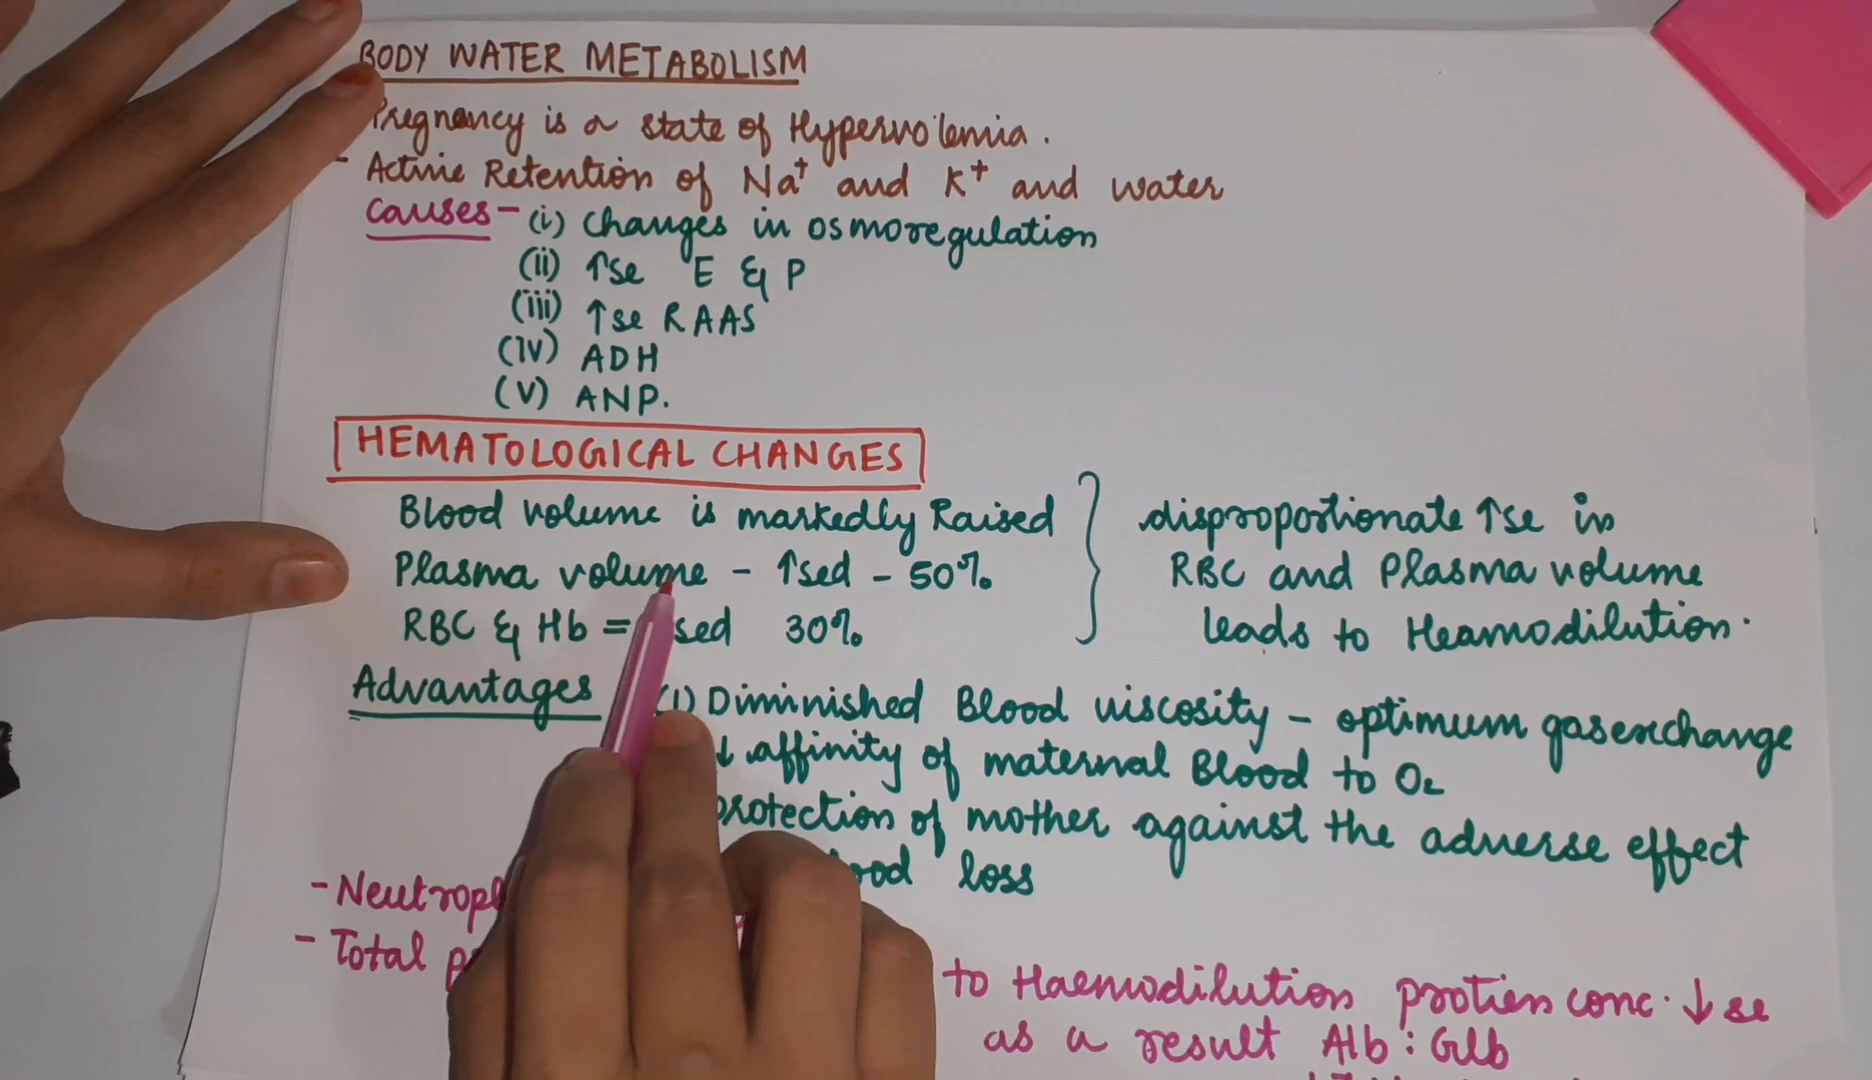 BODY WATER METABOLISM
Pregnancy is a state of Hypervolemia.
- Active Retention of Na⁺ and K⁺ and water
Causes - (i) Changes in osmoregulation
(ii) ↑se E & P
(iii) ↑se RAAS
(iv) ADH
(v) ANP.
HEMATOLOGICAL CHANGES
Blood volume is markedly Raised
Plasma volume - ↑sed - 50%
RBC & Hb = sed 30%
disproportionate ↑se in
RBC and Plasma volume
leads to Heamodilution.
Advantages (1) Diminished Blood viscosity - optimum gasexchange
↓ affinity of maternal Blood to O₂
protection of mother against the adverse effect
loss
- Total
to Haemodilution protien conc. ↓se
as a result Alb : Glb